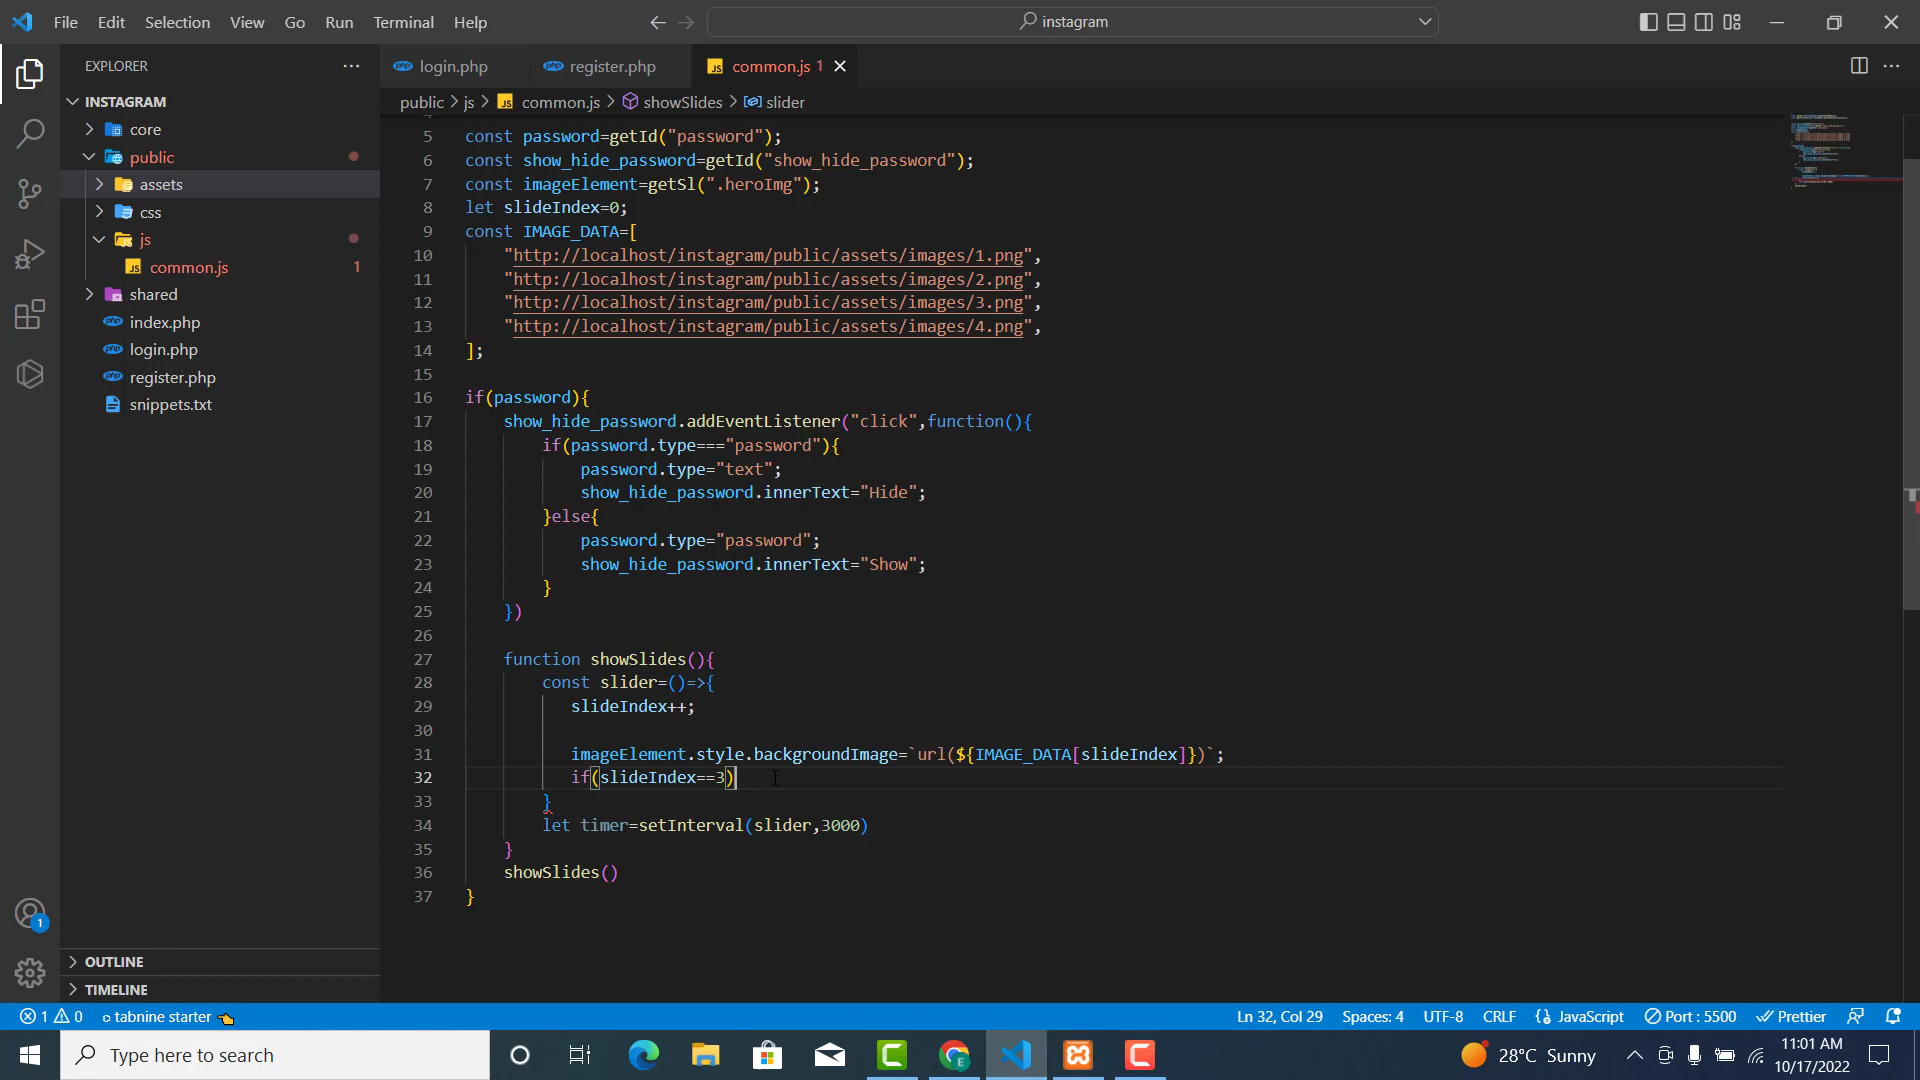 File Edit Selection View Go Run Terminal Help
instagram
EXPLORER
login.php
register.php
common.js 1
INSTAGRAM
public > js > common.js > showSlides > slider
core
public
assets
css
js
common.js 1
shared
index.php
login.php
register.php
snippets.txt
5 const password=getId("password");
6 const show_hide_password=getId("show_hide_password");
7 const imageElement=getSl(".heroImg");
8 let slideIndex=0;
9 const IMAGE_DATA=[
10 "http://localhost/instagram/public/assets/images/1.png",
11 "http://localhost/instagram/public/assets/images/2.png",
12 "http://localhost/instagram/public/assets/images/3.png",
13 "http://localhost/instagram/public/assets/images/4.png",
14 ];
15
16 if(password){
17 show_hide_password.addEventListener("click",function(){
18 if(password.type==="password"){
19 password.type="text";
20 show_hide_password.innerText="Hide";
21 }else{
22 password.type="password";
23 show_hide_password.innerText="Show";
24 }
25 })
26
27 function showSlides(){
28 const slider=()=>{
29 slideIndex++;
30
31 imageElement.style.backgroundImage=`url(${IMAGE_DATA[slideIndex]})`;
32 if(slideIndex==3)
33 }
34 let timer=setInterval(slider,3000)
35 }
36 showSlides()
37 }
1
OUTLINE
TIMELINE
1 0 tabnine starter
Ln 32, Col 29 Spaces: 4 UTF-8 CRLF JavaScript Port : 5500 Prettier
Type here to search
28°C Sunny
11:01 AM
10/17/2022